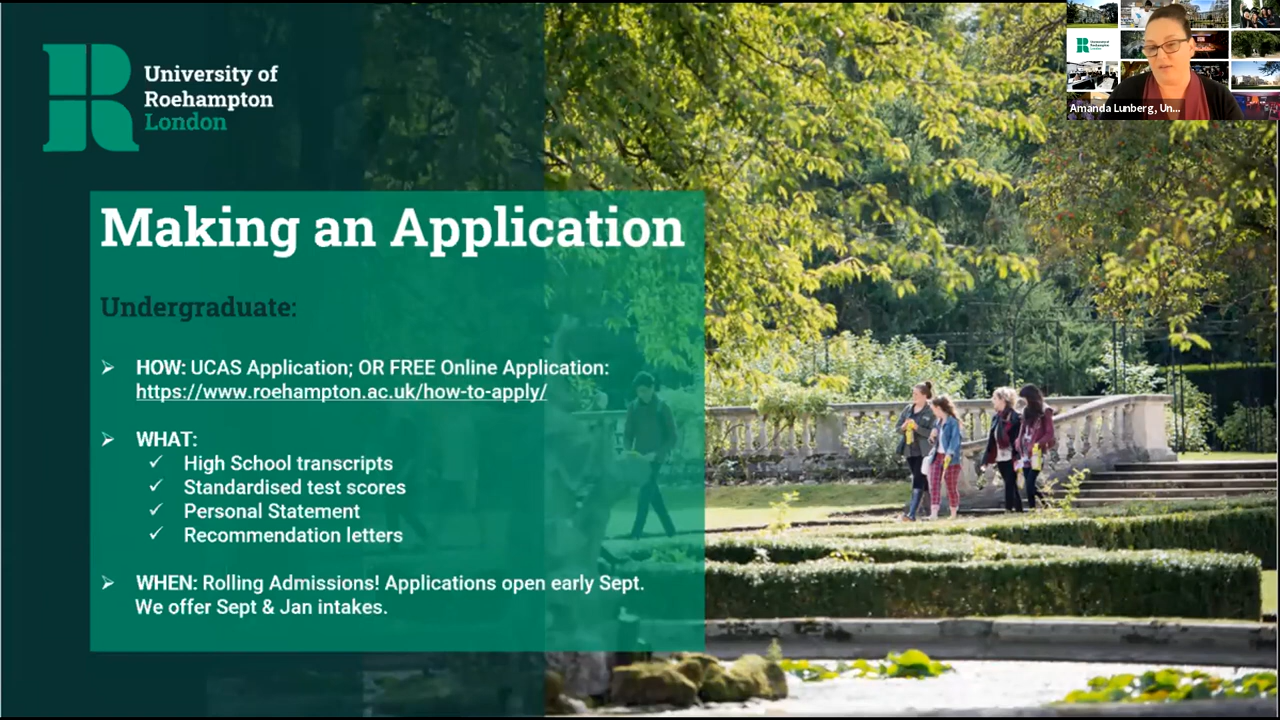 University of
Roehampton
London
Amanda Lunberg, Un...
Making an Application
Undergraduate:
HOW: UCAS Application; OR FREE Online Application:
https://www.roehampton.ac.uk/how-to-apply/
WHAT:
High School transcripts
Standardised test scores
Personal Statement
Recommendation letters
WHEN: Rolling Admissions! Applications open early Sept.
We offer Sept & Jan intakes.